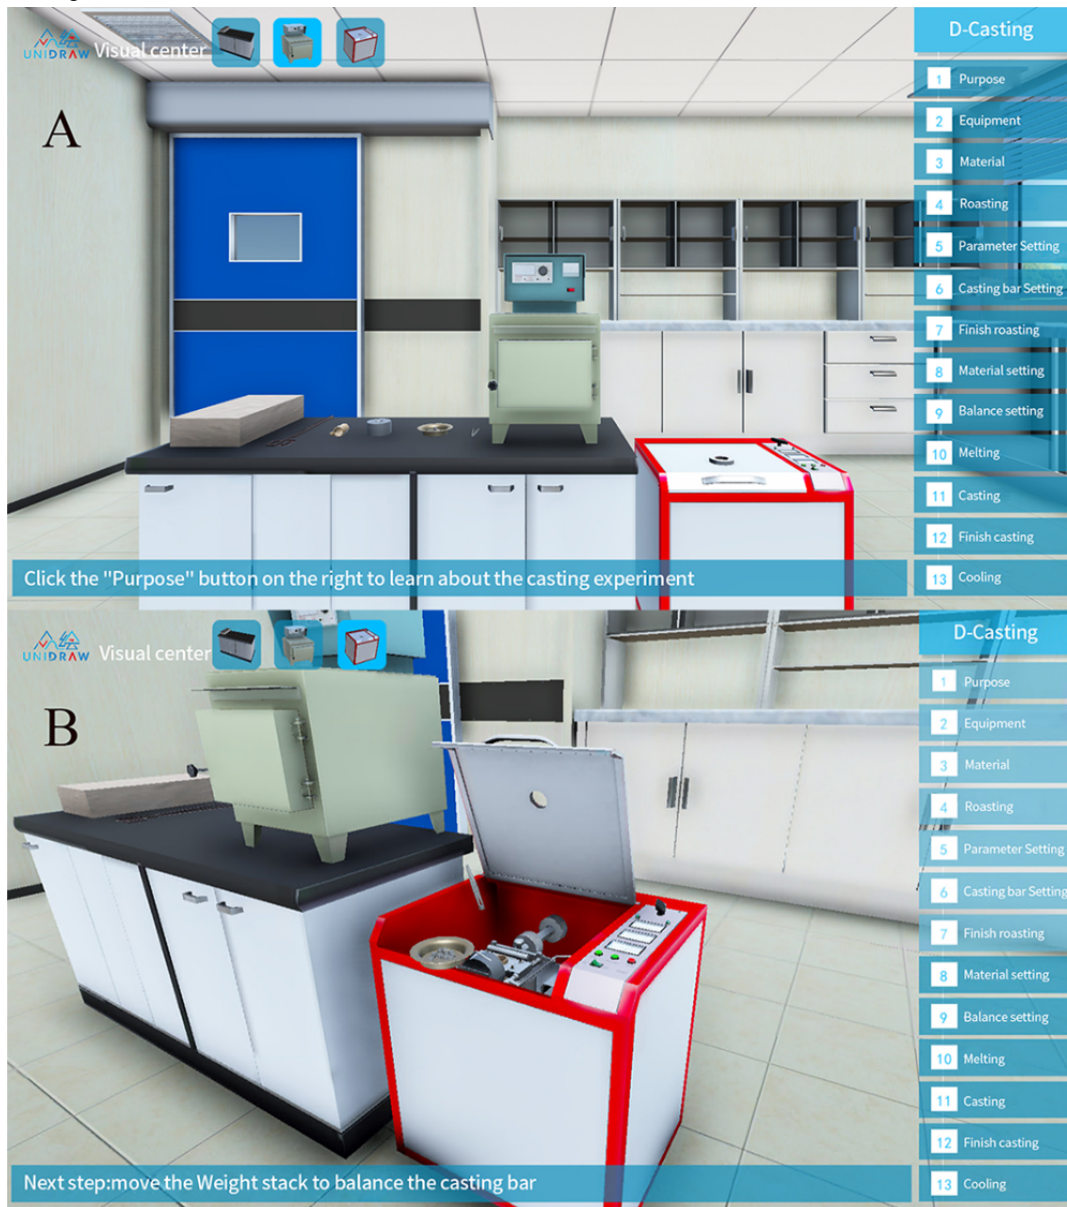 UNIDRAW
Visual center
A
D-Casting
1 Purpose
2 Equipment
3 Material
4 Roasting
5 Parameter Setting
6 Casting bar Setting
7 Finish roasting
8 Material setting
9 Balance setting
10 Melting
11 Casting
12 Finish casting
13 Cooling
Click the "Purpose" button on the right to learn about the casting experiment
UNIDRAW
Visual center
B
D-Casting
1 Purpose
2 Equipment
3 Material
4 Roasting
5 Parameter Setting
6 Casting bar Setting
7 Finish roasting
8 Material setting
9 Balance setting
10 Melting
11 Casting
12 Finish casting
13 Cooling
Next step:move the Weight stack to balance the casting bar